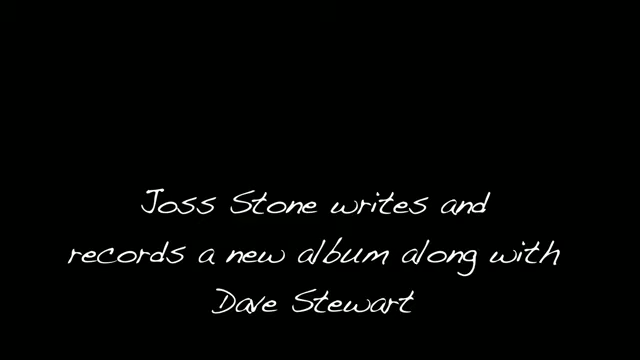 Joss Stone writes and
records a new album along with
Dave Stewart